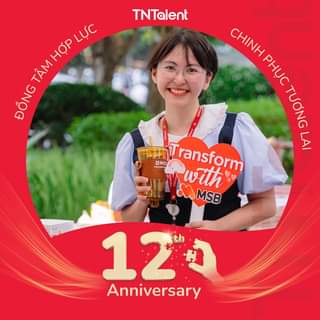 TNTalent
ĐỒNG TÂM HỢP LỰC
CHINH PHỤC TƯƠNG LAI
Transform
with
MSB
12th
Anniversary